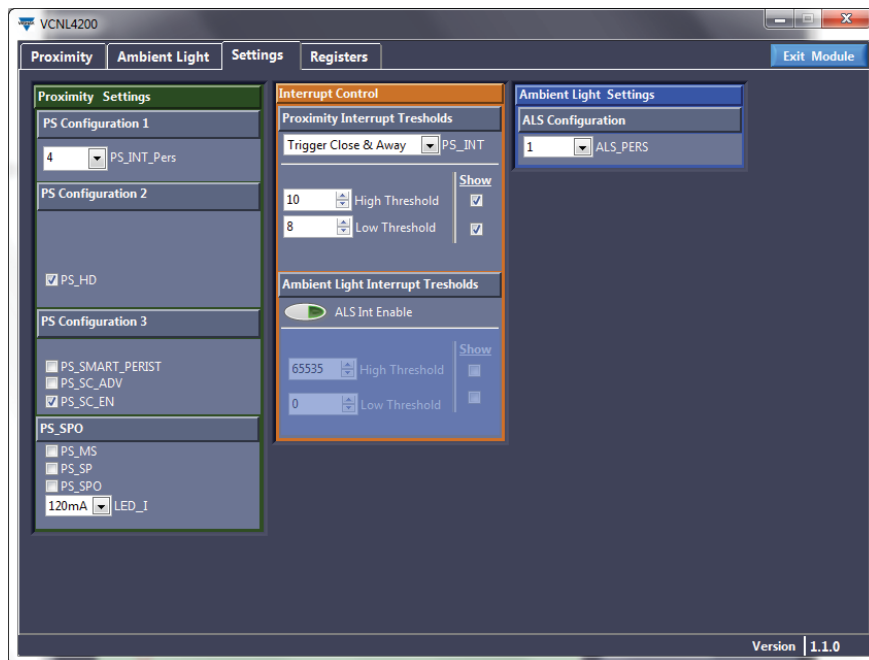 VCNL4200
Proximity Ambient Light Settings Registers Exit Module
Proximity Settings
PS Configuration 1
4 PS_INT_Pers
PS Configuration 2
PS_HD
PS Configuration 3
PS_SMART_PERIST
PS_SC_ADV
PS_SC_EN
PS_SPO
PS_MS
PS_SP
PS_SPO
120mA LED_I
Interrupt Control
Proximity Interrupt Tresholds
Trigger Close & Away PS_INT
Show
10 High Threshold
8 Low Threshold
Ambient Light Interrupt Tresholds
ALS Int Enable
Show
65535 High Threshold
0 Low Threshold
Ambient Light Settings
ALS Configuration
1 ALS_PERS
Version 1.1.0